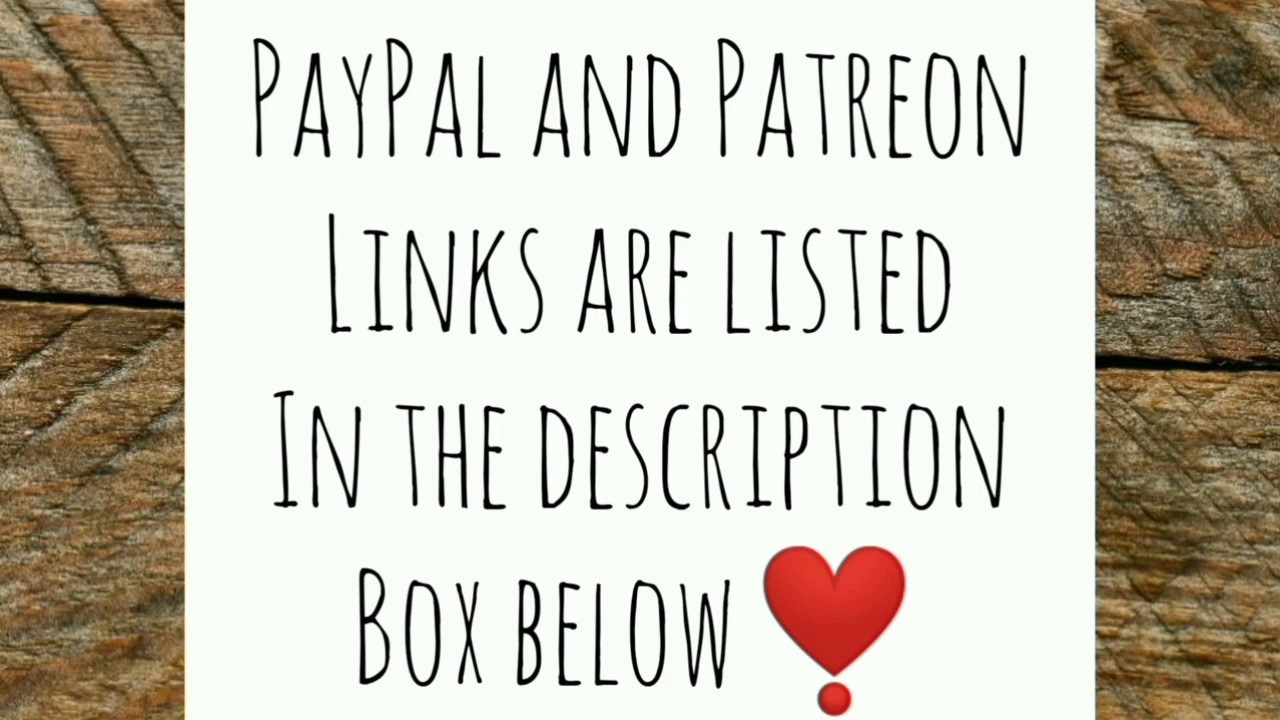 PayPal and Patreon
Links are listed
In the description
Box below ❣️